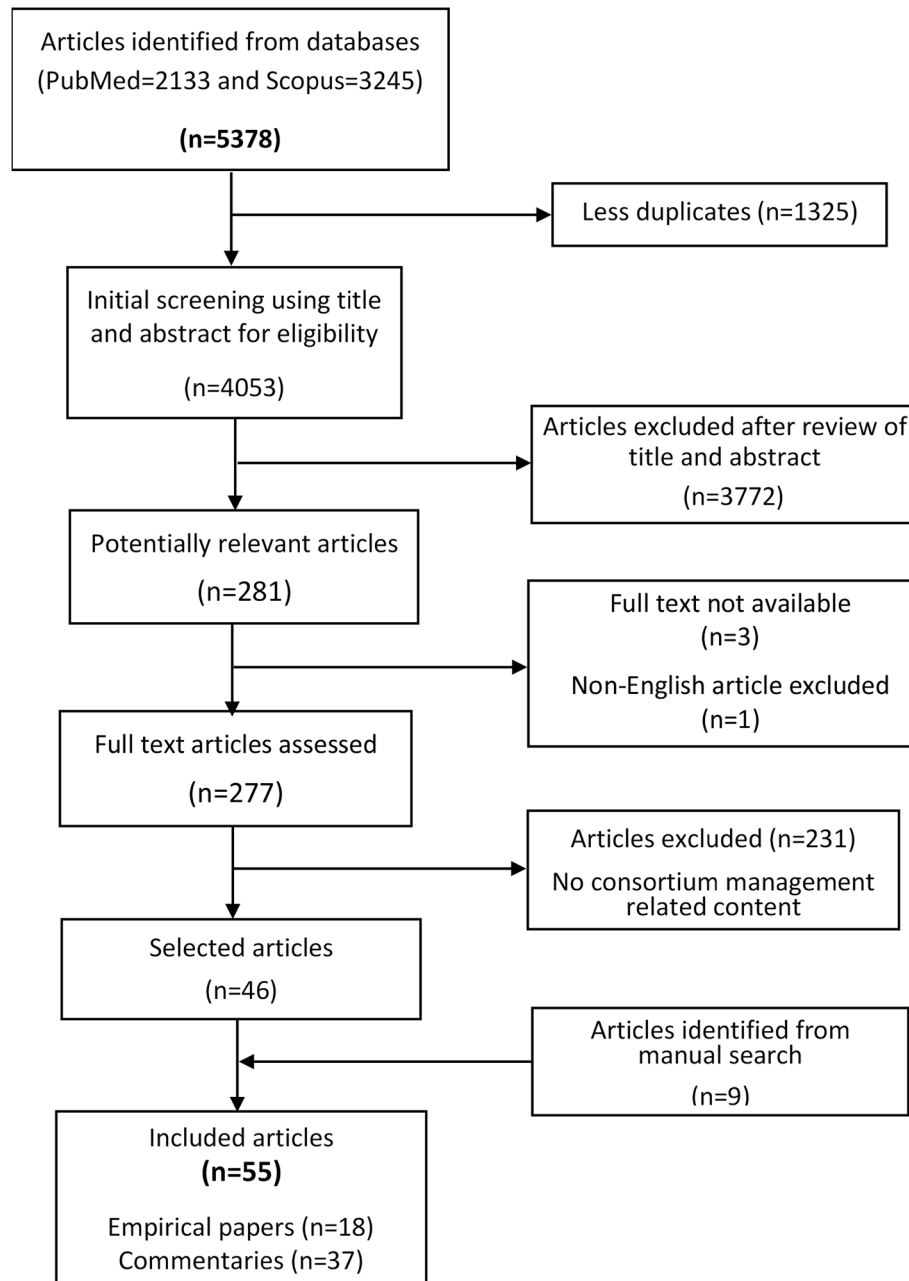 Articles identified from databases
(PubMed=2133 and Scopus=3245)
(n=5378)
Less duplicates (n=1325)
Initial screening using title
and abstract for eligibility
(n=4053)
Articles excluded after review of
title and abstract
(n=3772)
Potentially relevant articles
(n=281)
Full text not available
(n=3)
Non-English article excluded
(n=1)
Full text articles assessed
(n=277)
Articles excluded (n=231)
No consortium management
related content
Selected articles
(n=46)
Articles identified from
manual search
(n=9)
Included articles
(n=55)
Empirical papers (n=18)
Commentaries (n=37)